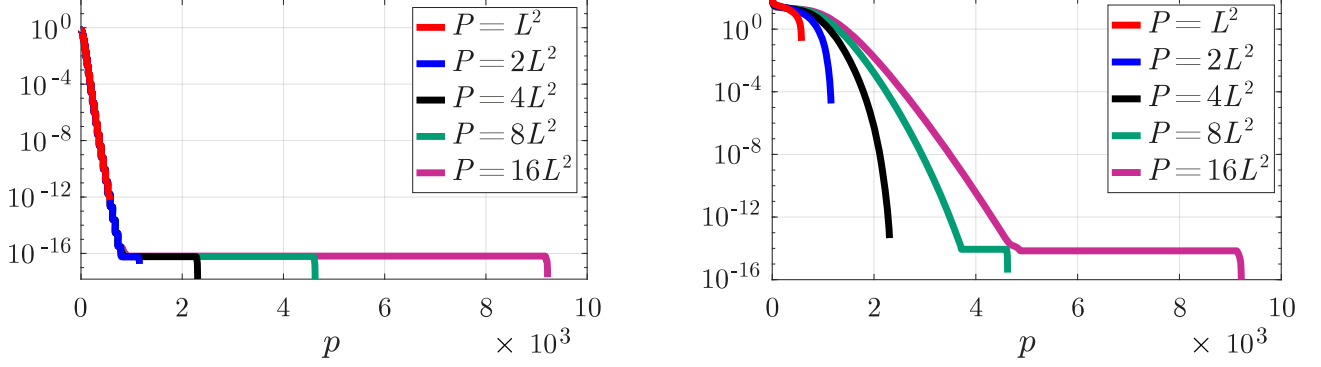 10^0
10^-4
10^-8
10^-12
10^-16
0 2 4 6 8 10
p × 10^3
P = L^2
P = 2L^2
P = 4L^2
P = 8L^2
P = 16L^2
10^0
10^-4
10^-8
10^-12
10^-16
0 2 4 6 8 10
p × 10^3
P = L^2
P = 2L^2
P = 4L^2
P = 8L^2
P = 16L^2